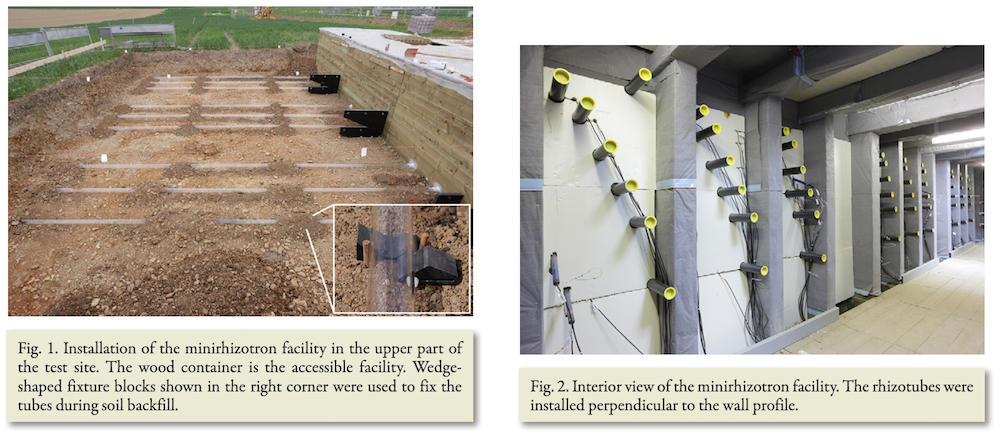 Fig. 1. Installation of the minirhizotron facility in the upper part of
the test site. The wood container is the accessible facility. Wedge-
shaped fixture blocks shown in the right corner were used to fix the
tubes during soil backfill.
Fig. 2. Interior view of the minirhizotron facility. The rhizotubes were
installed perpendicular to the wall profile.